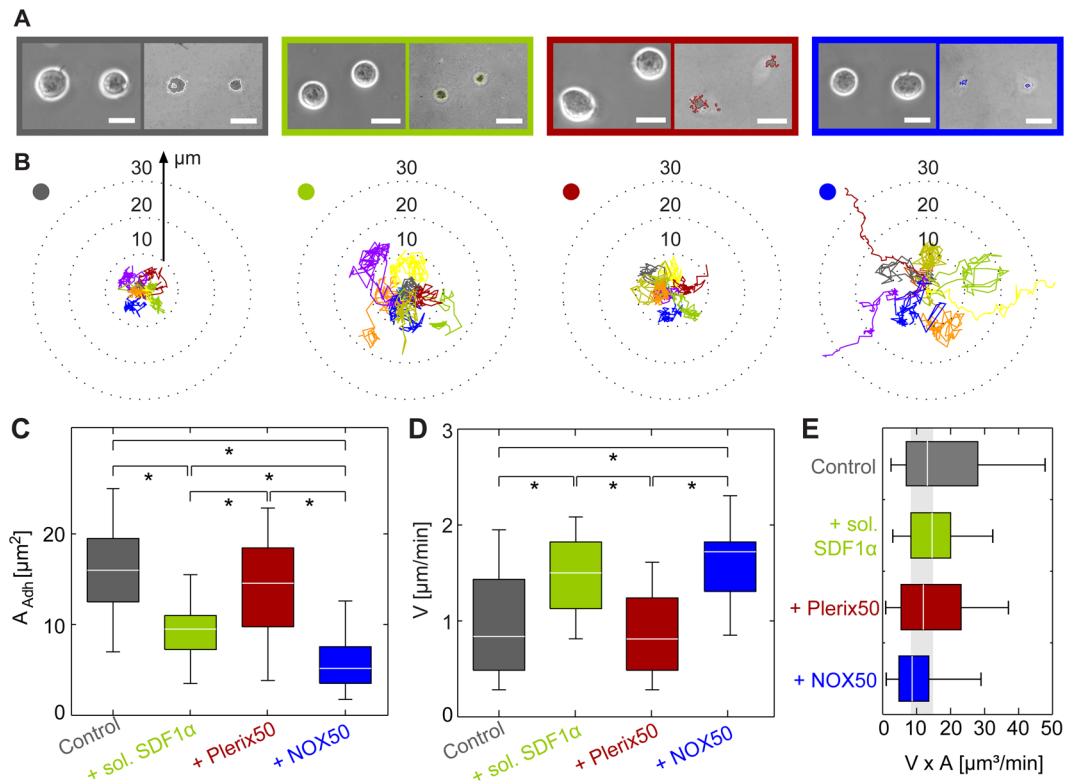 A
B
µm
30
20
10
30
20
10
30
20
10
30
20
10
C
A Adh [µm²]
20
10
0
*
*
*
*
*
Control
+ sol. SDF1α
+ Plerix50
+ NOX50
D
V [µm/min]
3
2
1
0
*
*
*
*
Control
+ sol. SDF1α
+ Plerix50
+ NOX50
E
Control
+ sol.
SDF1α
+ Plerix50
+ NOX50
0 10 20 30 40 50
V x A [µm³/min]